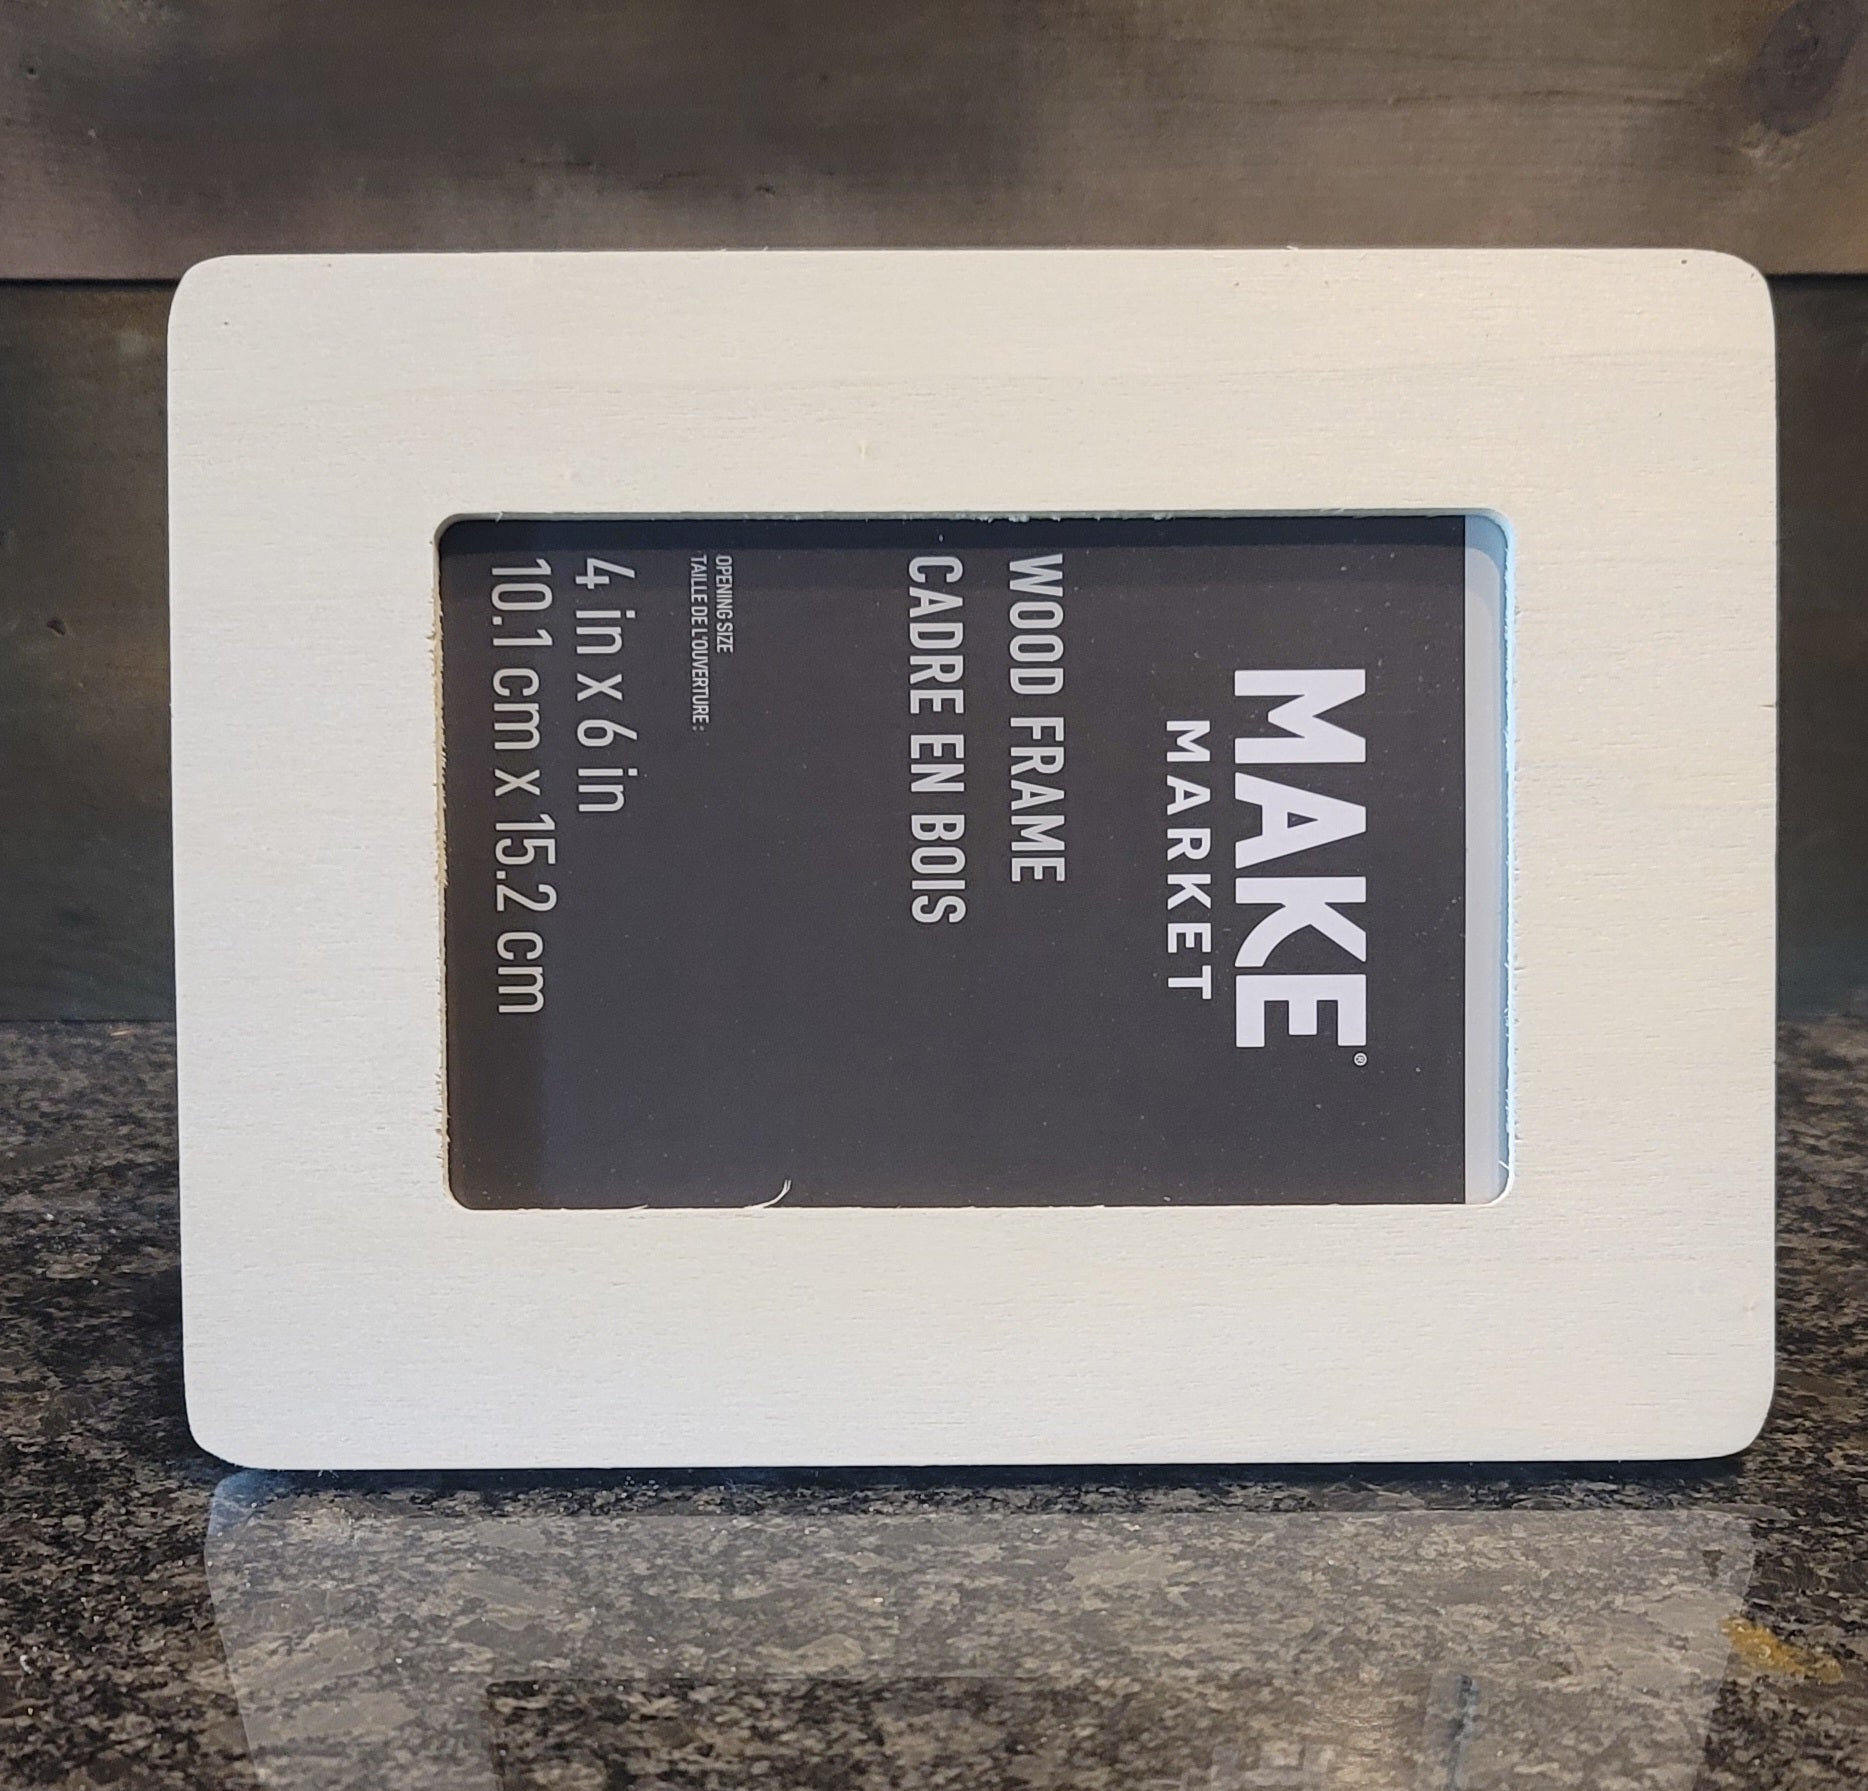 MAKE®
MARKET
WOOD FRAME
CADRE EN BOIS
OPENING SIZE
TAILLE DE L'OUVERTURE :
4 in x 6 in
10.1 cm x 15.2 cm